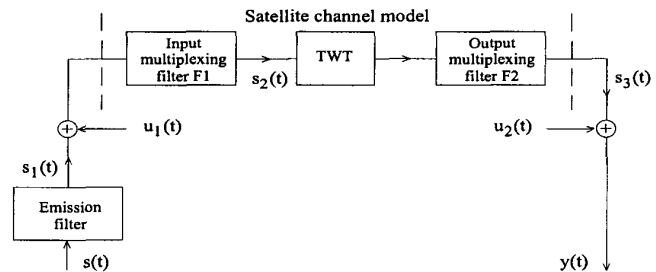 Satellite channel model
Input
multiplexing
filter F1
s2(t)
TWT
Output
multiplexing
filter F2
s3(t)
+
u1(t)
u2(t)
+
s1(t)
Emission
filter
s(t)
y(t)